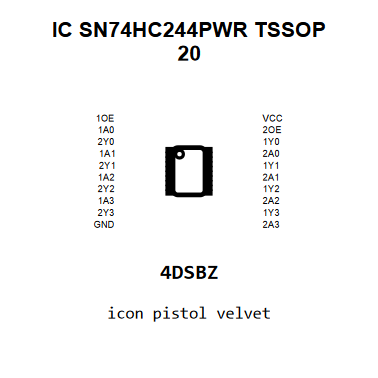 IC SN74HC244PWR TSSOP
20
1OE VCC
1A0 2OE
2Y0 1Y0
1A1 2A0
2Y1 1Y1
1A2 2A1
2Y2 1Y2
1A3 2A2
2Y3 1Y3
GND 2A3
4DSBZ
icon pistol velvet